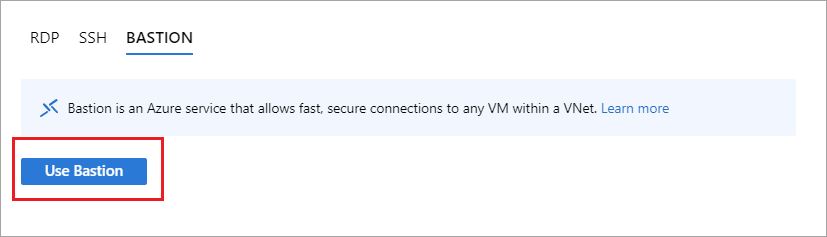 RDP SSH BASTION
Bastion is an Azure service that allows fast, secure connections to any VM within a VNet. Learn more
Use Bastion